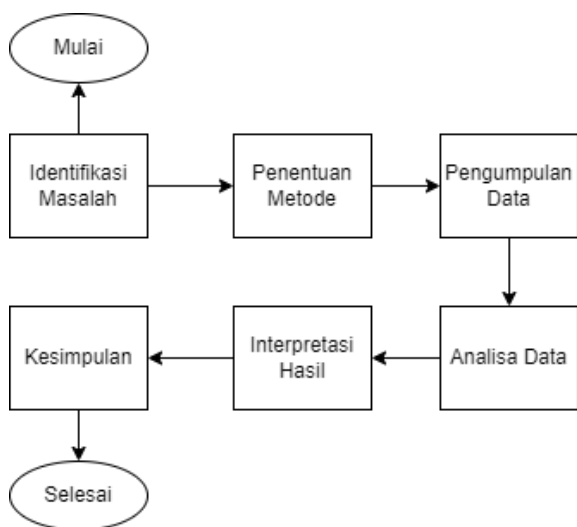 Mulai
Identifikasi
Masalah
Penentuan
Metode
Pengumpulan
Data
Analisa Data
Interpretasi
Hasil
Kesimpulan
Selesai